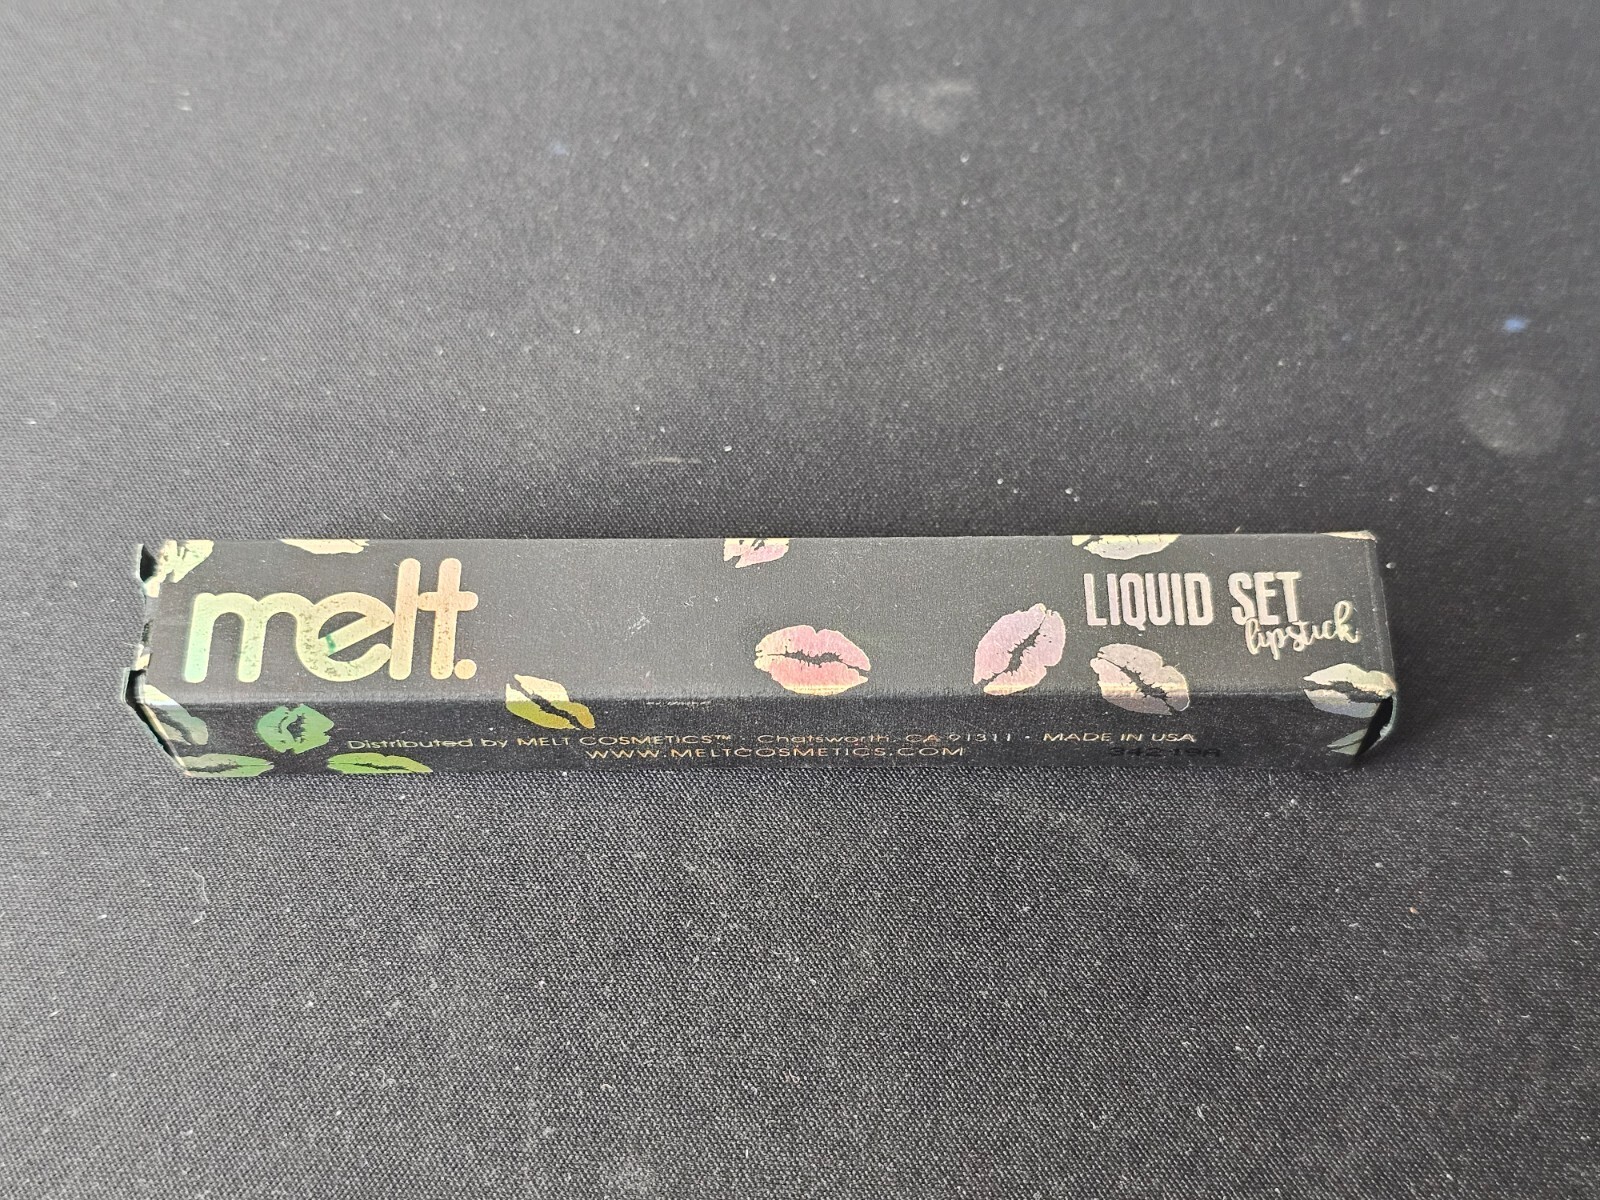 melt.
LIQUID SET
lipstick
Distributed by MELT COSMETICS™ Chatsworth, CA 91311 • MADE IN USA
WWW.MELTCOSMETICS.COM